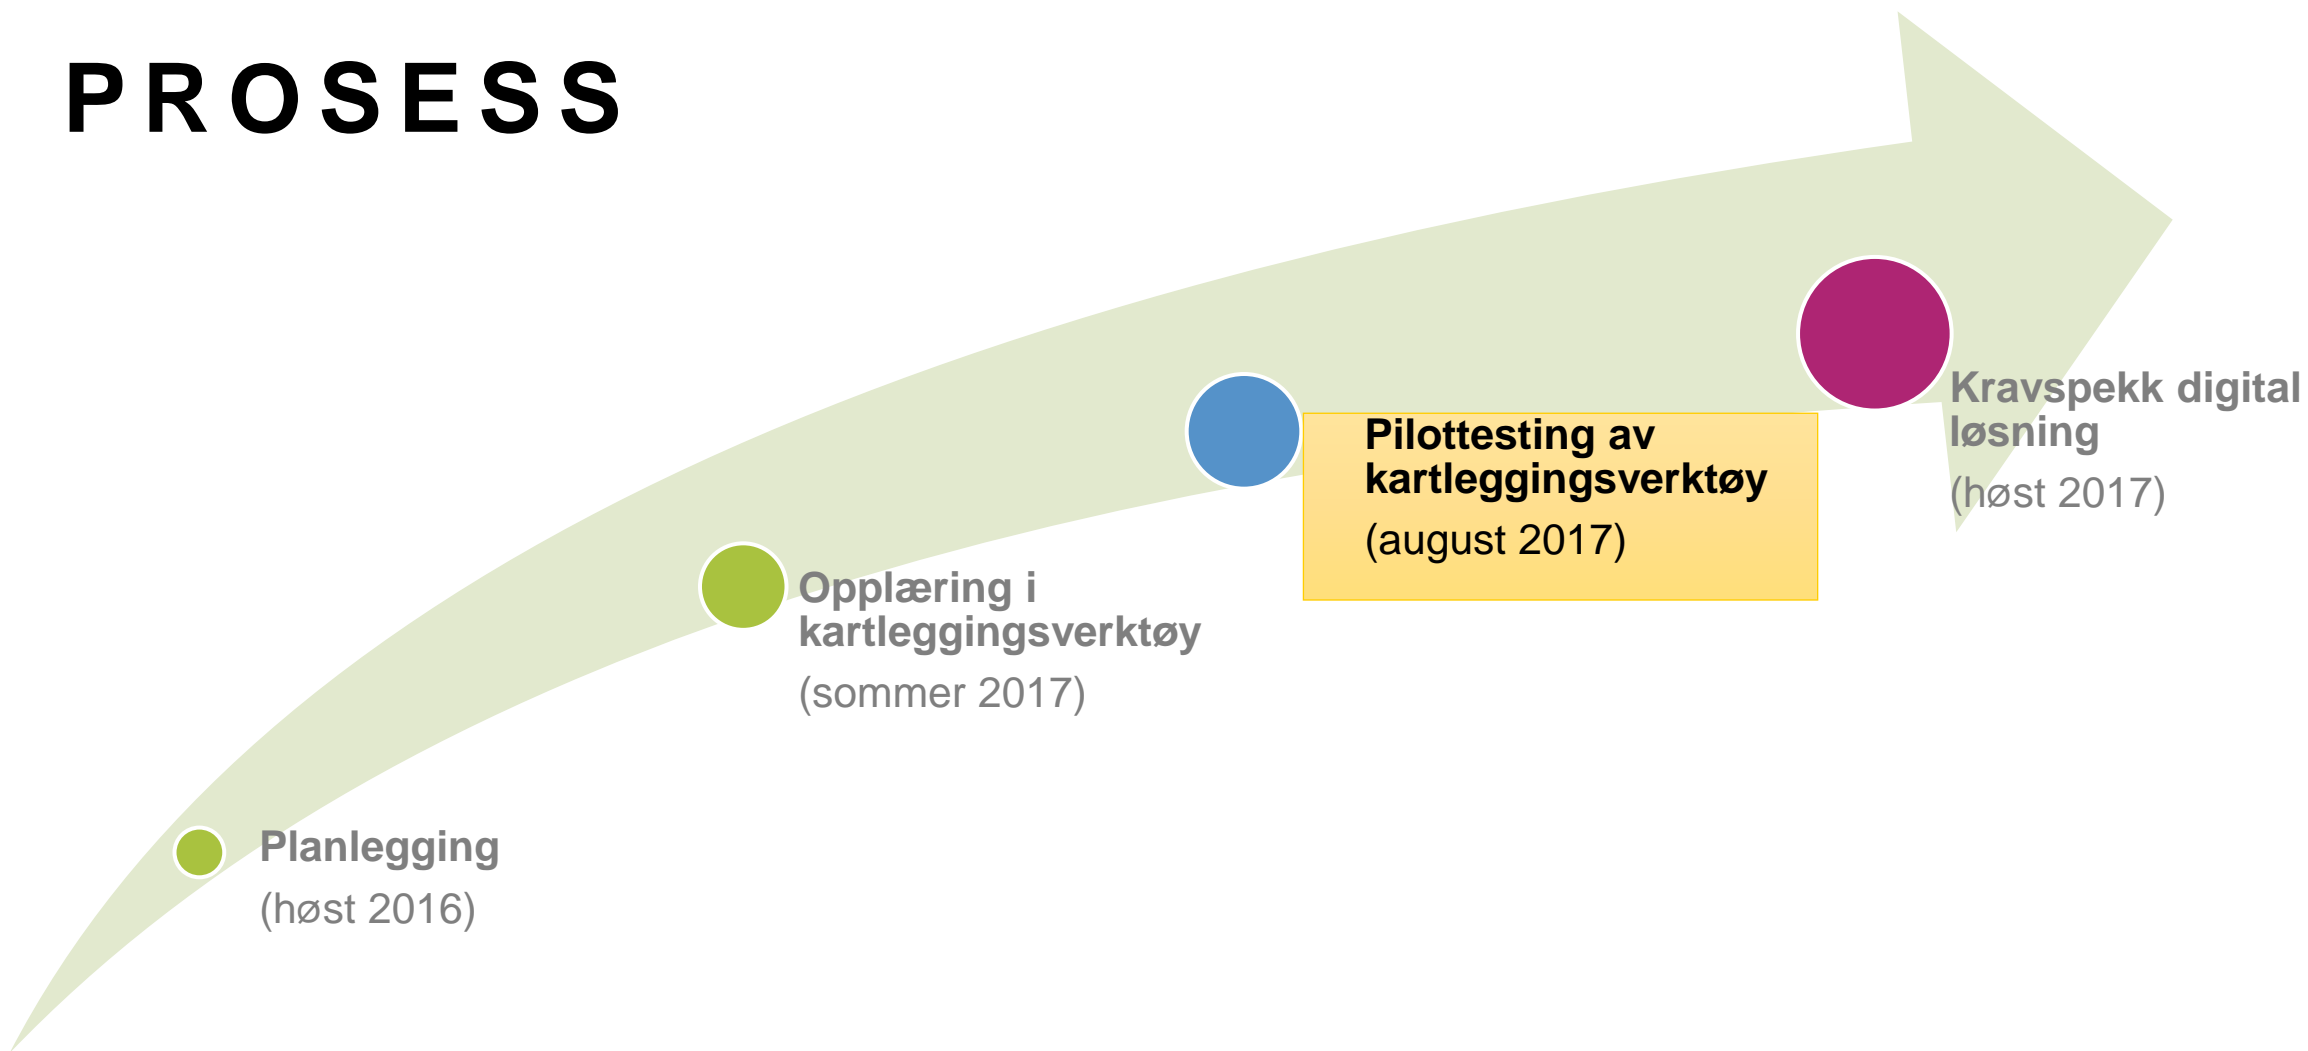 PROSESS
Planlegging
(høst 2016)
Opplæring i
kartleggingsverktøy
(sommer 2017)
Pilottesting av
kartleggingsverktøy
(august 2017)
Kravspekk digital
løsning
(høst 2017)